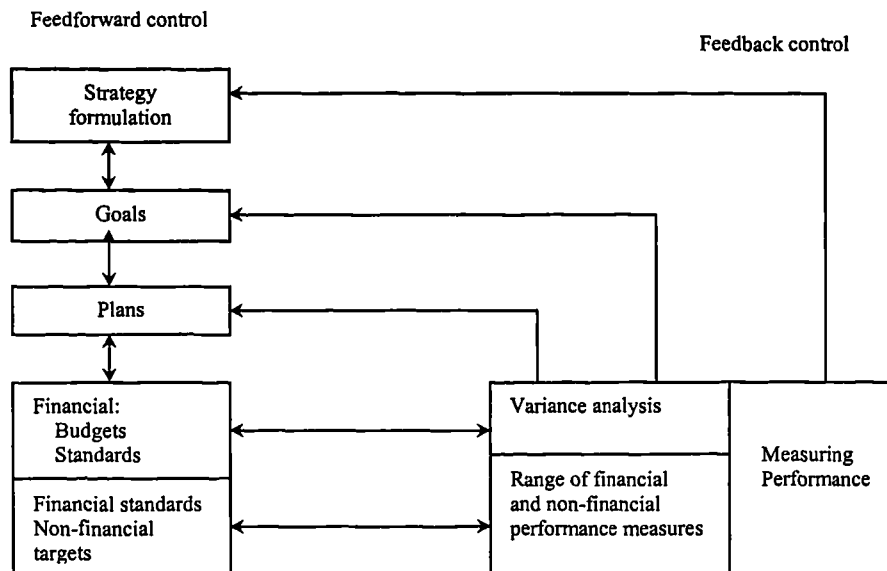 Feedforward control
Feedback control
Strategy
formulation
Goals
Plans
Financial:
Budgets
Standards
Financial standards
Non-financial
targets
Variance analysis
Range of financial
and non-financial
performance measures
Measuring
Performance